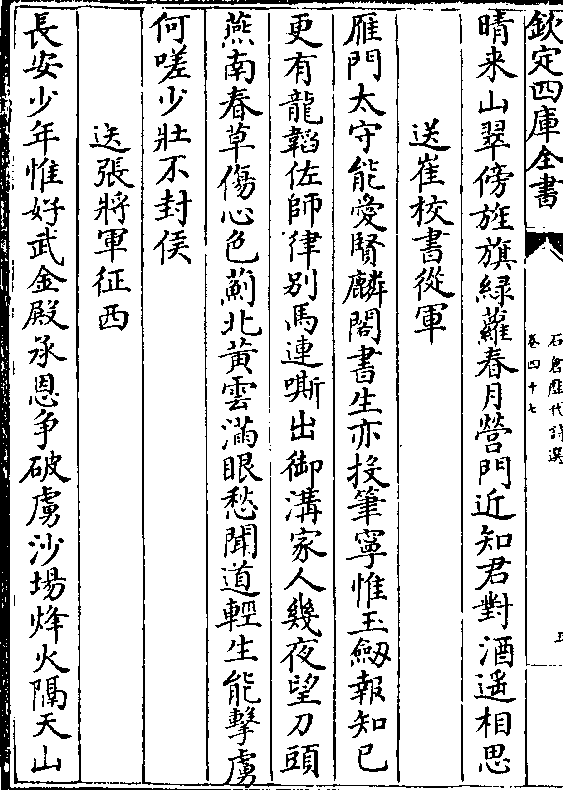 欽定四庫全書
石倉歷代詩選
卷四十七
五
晴来山翠傍旌旗綠蘿春月營門近知君對酒遥相思
送崔校書從軍
雁門太守能愛賢麟閣書生亦投筆寧惟玉劒報知己
更有龍韜佐師律别馬連嘶出御溝家人幾夜望刀頭
燕南春草傷心色薊北黃雲滿眼愁聞道輕生能擊虜
何嗟少壯不封侯
送張將軍征西
長安少年惟好武金殿承恩争破虜沙場烽火隔天山